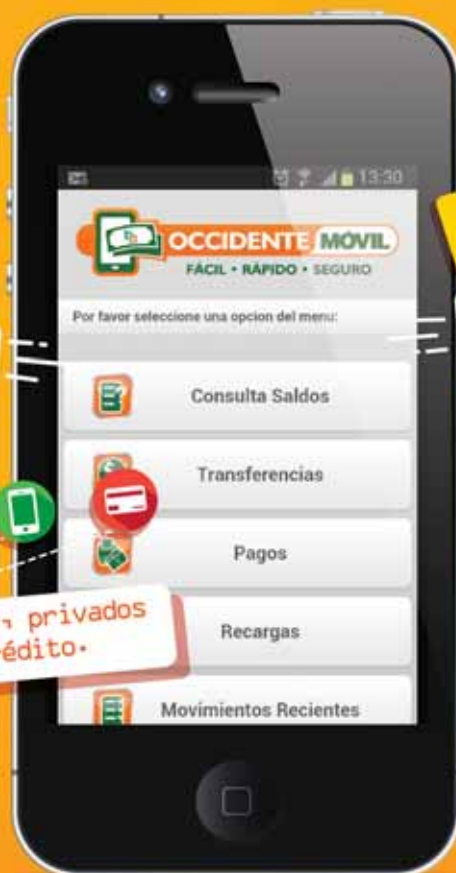 13:30
OCCIDENTE MÓVIL
FÁCIL • RÁPIDO • SEGURO
Por favor seleccione una opcion del menu:
Consulta Saldos
Transferencias
Pagos
privados
Recargas
Movimientos Recientes